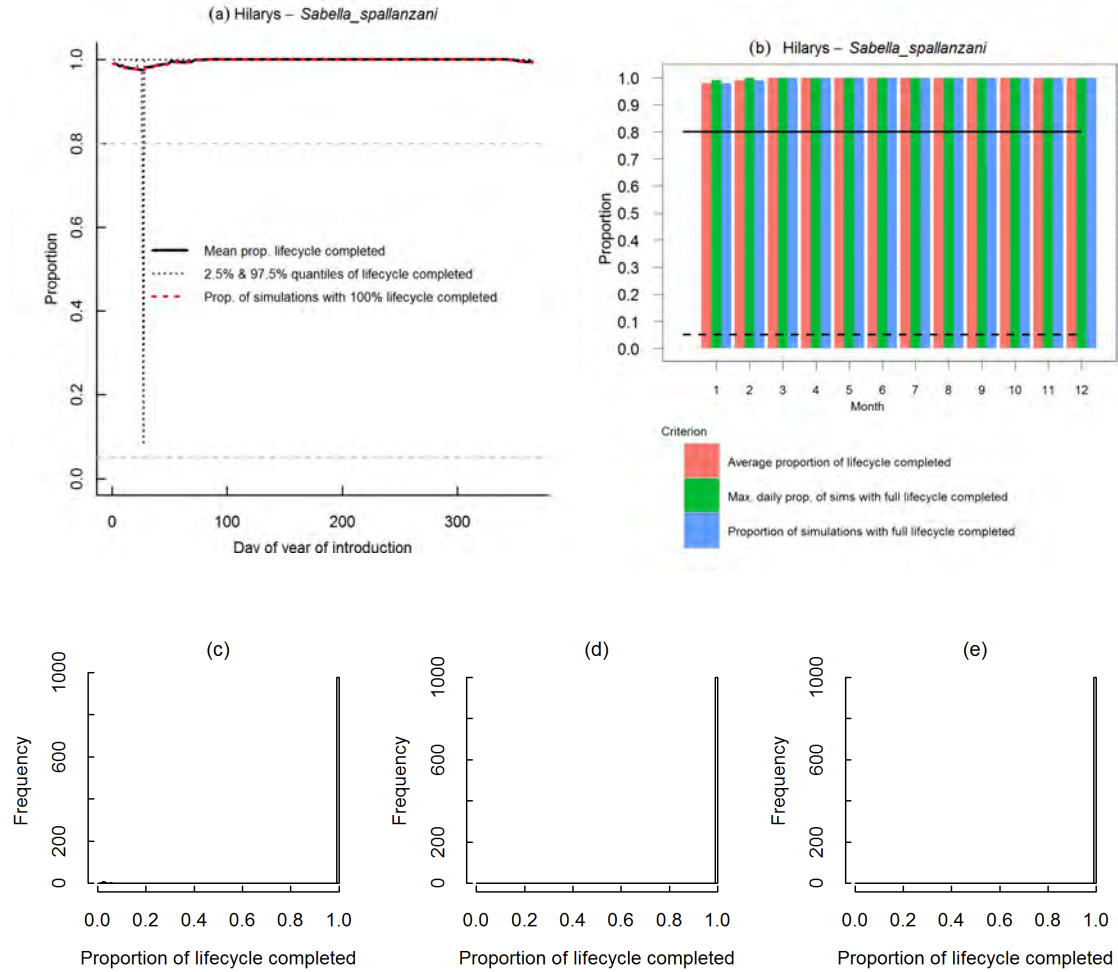 (a) Hilarys – Sabella_spallanzani
1.0
0.8
0.6
0.4
0.2
0.0
Proportion
Mean prop. lifecycle completed
2.5% & 97.5% quantiles of lifecycle completed
Prop. of simulations with 100% lifecycle completed
0 100 200 300
Day of year of introduction
(b) Hilarys – Sabella_spallanzani
1.0
0.9
0.8
0.7
0.6
0.5
0.4
0.3
0.2
0.1
0.0
Proportion
1 2 3 4 5 6 7 8 9 10 11 12
Month
Criterion
Average proportion of lifecycle completed
Max. daily prop. of sims with full lifecycle completed
Proportion of simulations with full lifecycle completed
(c)
1000
600
200
0
Frequency
0.0 0.2 0.4 0.6 0.8 1.0
Proportion of lifecycle completed
(d)
1000
600
200
0
Frequency
0.0 0.2 0.4 0.6 0.8 1.0
Proportion of lifecycle completed
(e)
1000
600
200
0
Frequency
0.0 0.2 0.4 0.6 0.8 1.0
Proportion of lifecycle completed